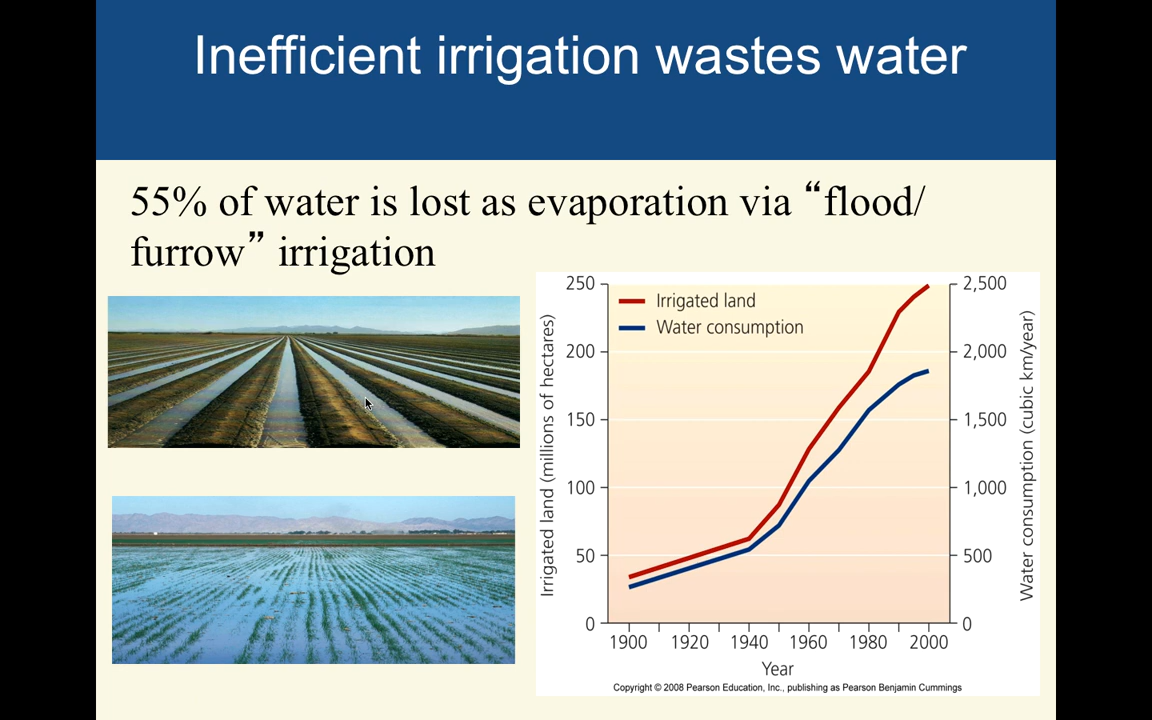 Inefficient irrigation wastes water
55% of water is lost as evaporation via “flood/
furrow” irrigation
250
200
150
100
50
0
Irrigated land (millions of hectares)
Irrigated land
Water consumption
2,500
2,000
1,500
1,000
500
0
Water consumption (cubic km/year)
1900 1920 1940 1960 1980 2000
Year
Copyright © 2008 Pearson Education, Inc., publishing as Pearson Benjamin Cummings